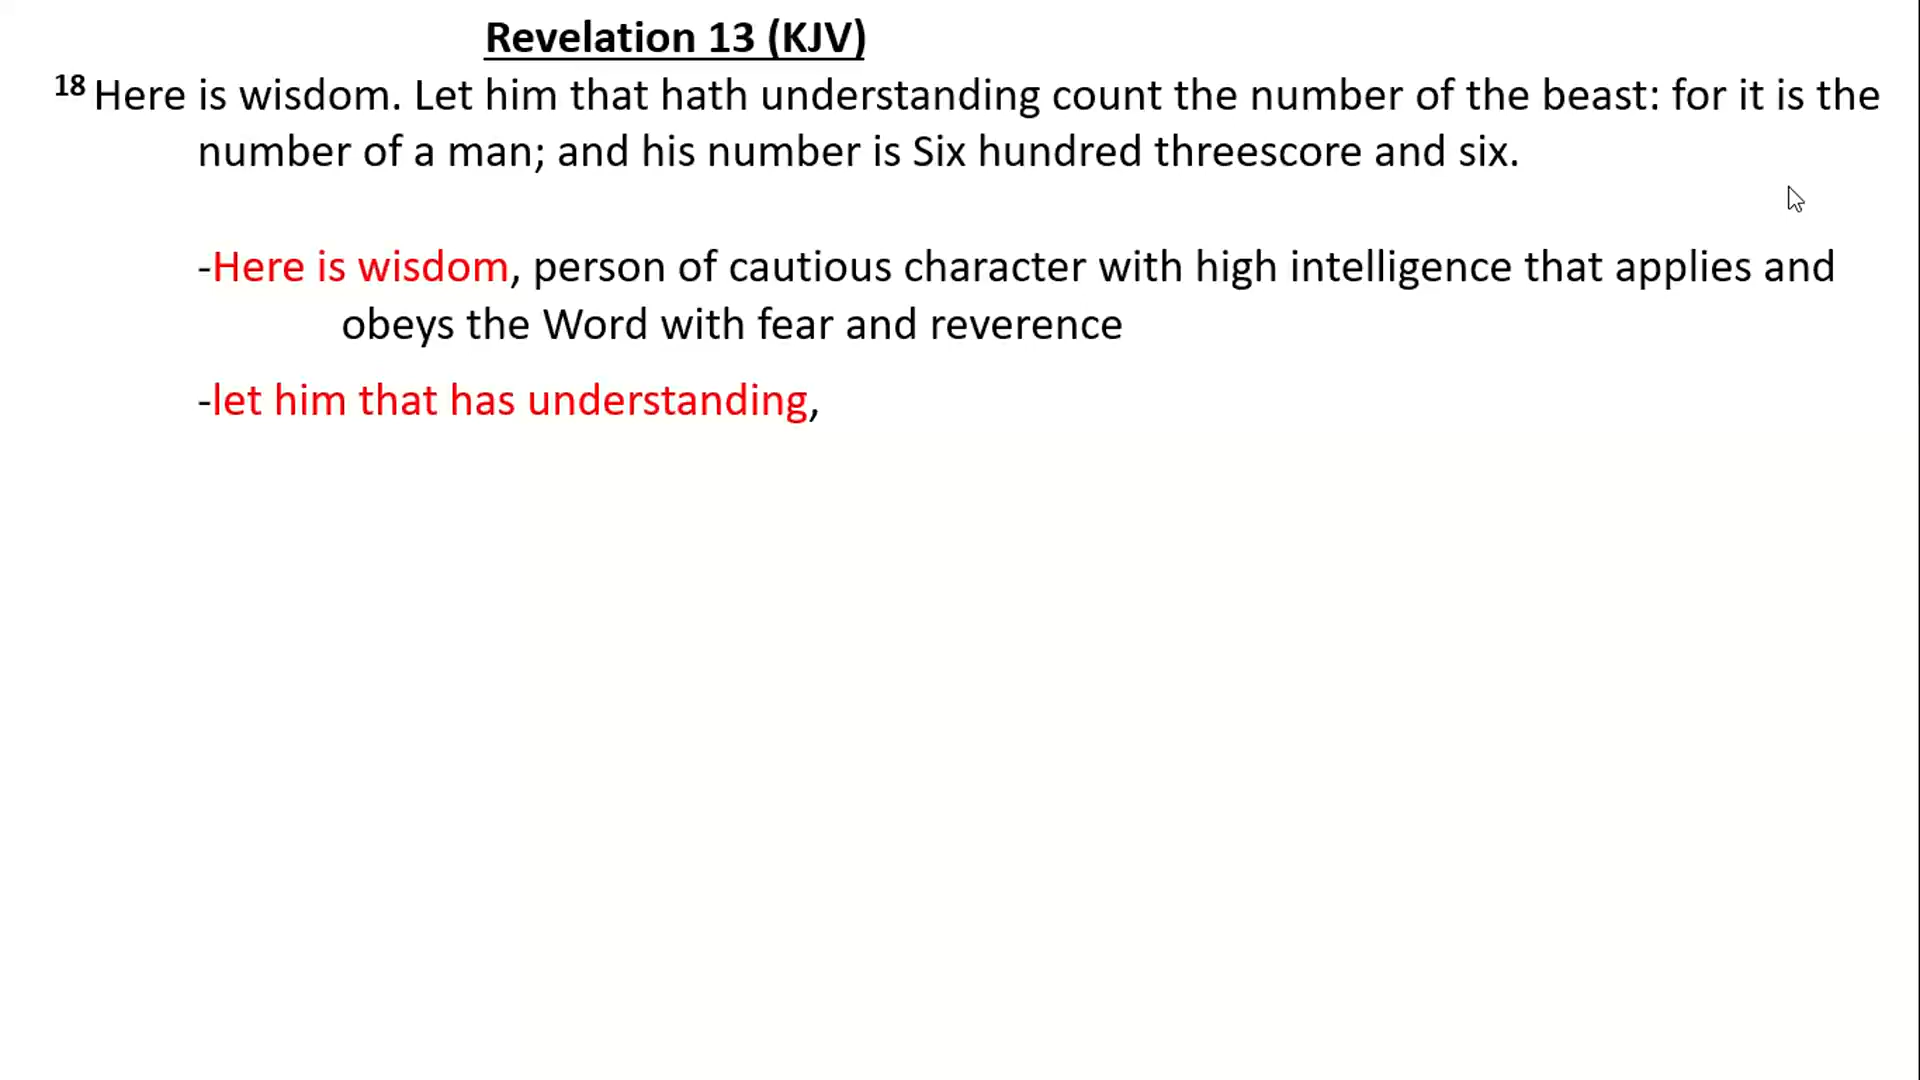 Revelation 13 (KJV)
18 Here is wisdom. Let him that hath understanding count the number of the beast: for it is the
number of a man; and his number is Six hundred threescore and six.
-Here is wisdom, person of cautious character with high intelligence that applies and
obeys the Word with fear and reverence
-let him that has understanding,